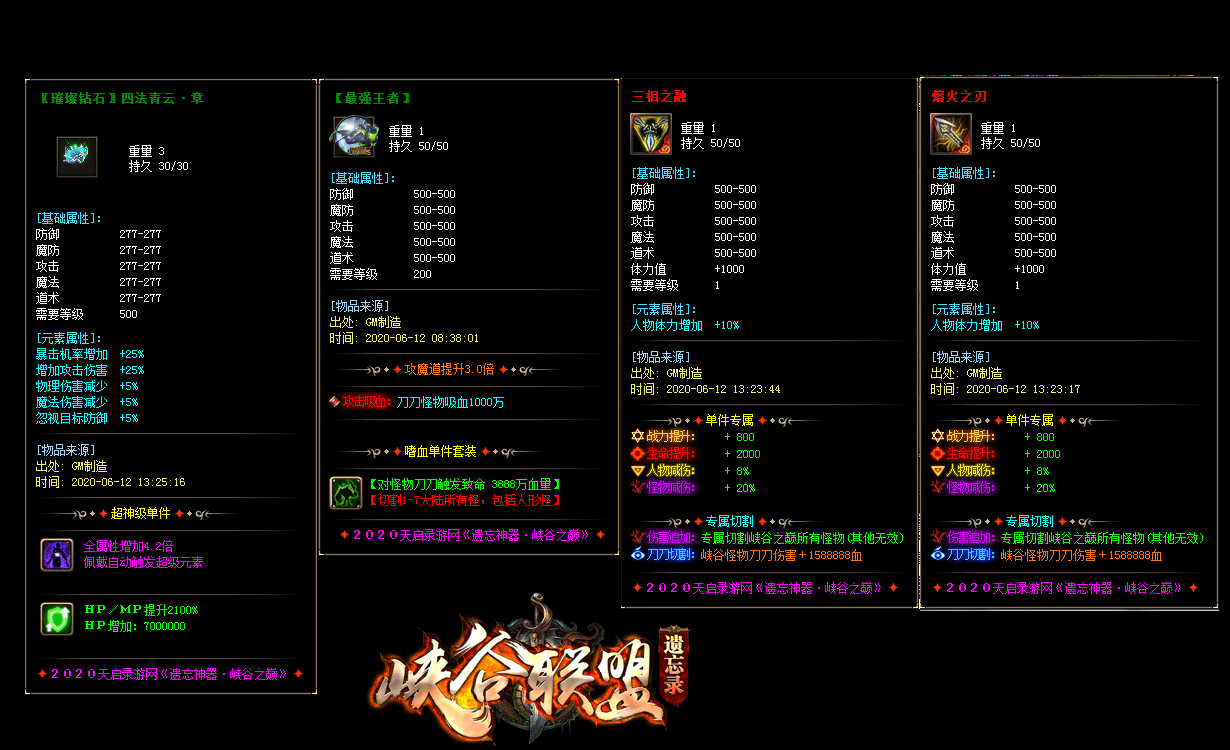 【璀璨钻石】四法青云·章
重量 3
持久 30/30
[基础属性]:
防御 277-277
魔防 277-277
攻击 277-277
魔法 277-277
道术 277-277
需要等级 500
[元素属性]:
暴击机率增加 +25%
增加攻击伤害 +25%
物理伤害减少 +5%
魔法伤害减少 +5%
忽视目标防御 +5%
[物品来源]
出处: GM制造
时间: 2020-06-12 13:25:16
超神级单件
全属性增加4.2倍
佩戴自动触发超级元素
HP/MP提升2100%
HP增加: 7000000
2020天启录游网《遗忘神器·峡谷之巅》
【最强王者】
重量 1
持久 50/50
[基础属性]:
防御 500-500
魔防 500-500
攻击 500-500
魔法 500-500
道术 500-500
需要等级 200
[物品来源]
出处: GM制造
时间: 2020-06-12 08:38:01
攻魔道提升3.0倍
攻击吸血: 刀刀怪物吸血1000万
嗜血单件套装
【对怪物刀刀触发致命 3888万血量】
【切割1-7大陆所有怪，包括人形怪】
2020天启录游网《遗忘神器·峡谷之巅》
三相之融
重量 1
持久 50/50
[基础属性]:
防御 500-500
魔防 500-500
攻击 500-500
魔法 500-500
道术 500-500
体力值 +1000
需要等级 1
[元素属性]:
人物体力增加 +10%
[物品来源]
出处: GM制造
时间: 2020-06-12 13:23:44
单件专属
战力提升: + 800
生命提升: + 2000
人物减伤: + 8%
怪物减伤: + 20%
专属切割
伤害追加: 专属切割峡谷之巅所有怪物(其他无效)
刀刀切割: 峡谷怪物刀刀伤害＋1588888血
2020天启录游网《遗忘神器·峡谷之巅》
熔火之刃
重量 1
持久 50/50
[基础属性]:
防御 500-500
魔防 500-500
攻击 500-500
魔法 500-500
道术 500-500
体力值 +1000
需要等级 1
[元素属性]:
人物体力增加 +10%
[物品来源]
出处: GM制造
时间: 2020-06-12 13:23:17
单件专属
战力提升: + 800
生命提升: + 2000
人物减伤: + 8%
怪物减伤: + 20%
专属切割
伤害追加: 专属切割峡谷之巅所有怪物(其他无效)
刀刀切割: 峡谷怪物刀刀伤害＋1588888血
2020天启录游网《遗忘神器·峡谷之巅》
峡谷联盟
遗忘录